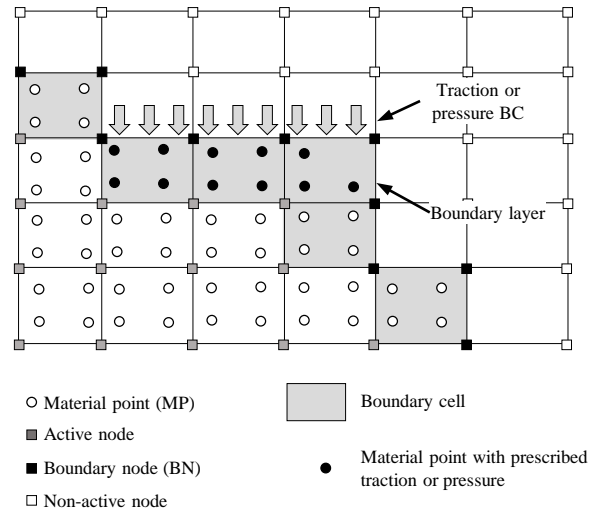 Traction or
pressure BC
Boundary layer
Material point (MP)
Active node
Boundary node (BN)
Non-active node
Boundary cell
Material point with prescribed
traction or pressure